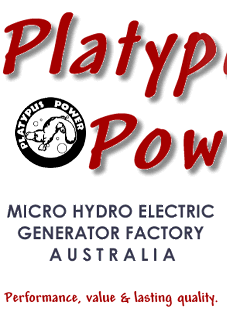 Platyp
PLATYPUS POWER
Pow
MICRO HYDRO ELECTRIC
GENERATOR FACTORY
AUSTRALIA
Performance, value & lasting quality.